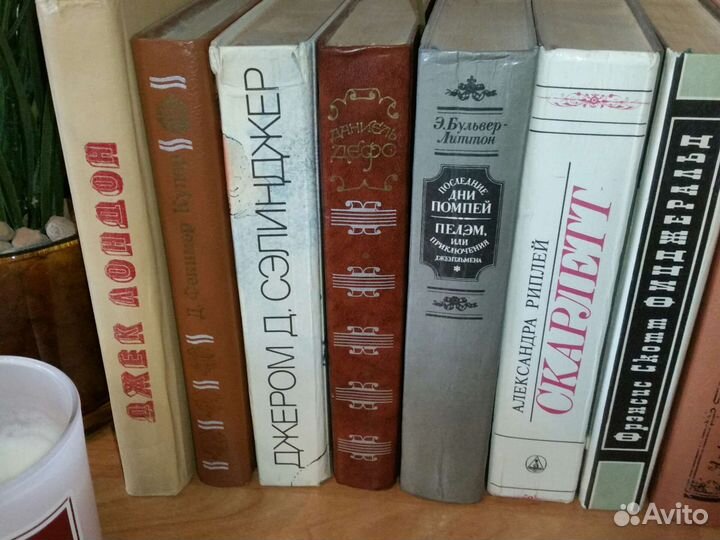 ДЖЕК ЛОНДОН
Д. Фенимор Купер
ДЖЕРОМ Д. СЭЛИНДЖЕР
ДАНИЕЛЬ
ДЕФО
Э. Бульвер-
Литтон
ПОСЛЕДНИЕ
ДНИ
ПОМПЕЙ
ПЕЛЭМ,
ИЛИ
ПРИКЛЮЧЕНИЯ
ДЖЕНТЛЬМЕНА
АЛЕКСАНДРА РИПЛЕЙ
СКАРЛЕТТ
Фрэнсис Скотт ФИЦДЖЕРАЛЬД
Avito